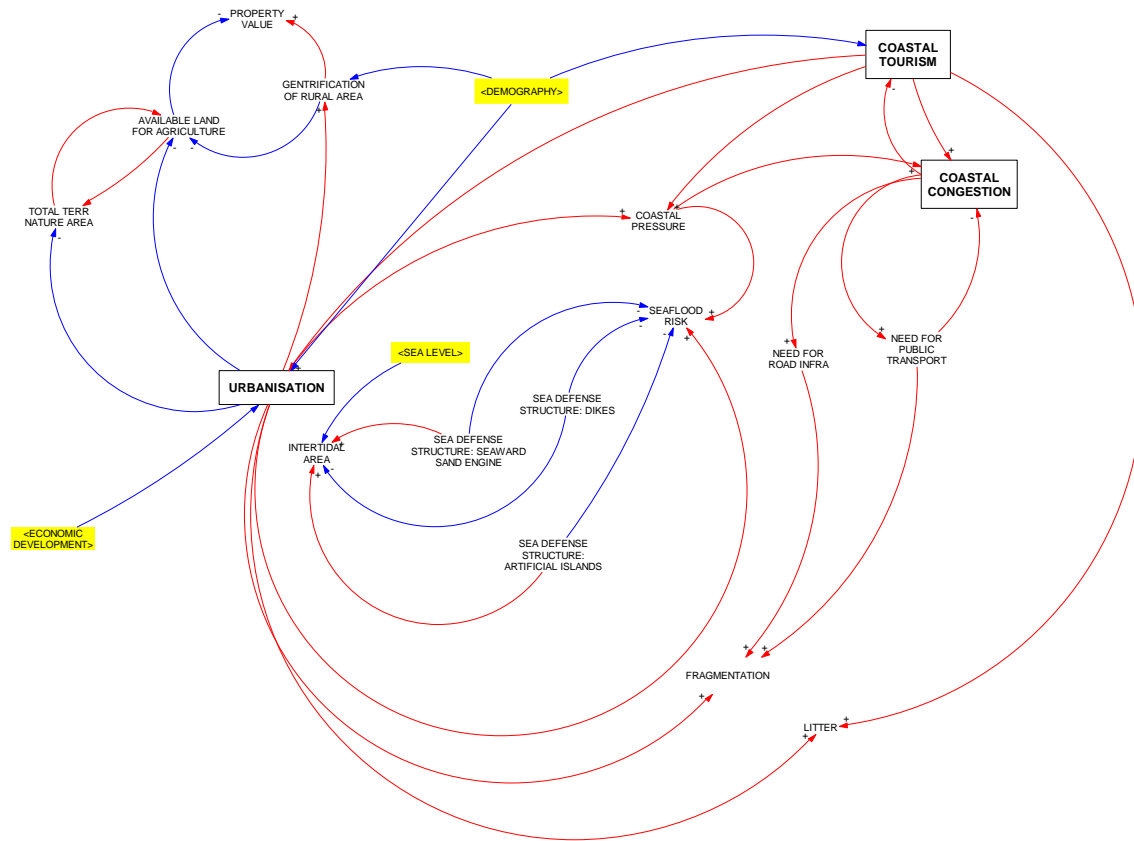 PROPERTY
VALUE
COASTAL
TOURISM
GENTRIFICATION
OF RURAL AREA
<DEMOGRAPHY>
AVAILABLE LAND
FOR AGRICULTURE
COASTAL
CONGESTION
TOTAL TERR
NATURE AREA
COASTAL
PRESSURE
SEAFLOOD
RISK
<SEA LEVEL>
NEED FOR
ROAD INFRA
NEED FOR
PUBLIC
TRANSPORT
URBANISATION
SEA DEFENSE
STRUCTURE: DIKES
INTERTIDAL
AREA
SEA DEFENSE
STRUCTURE: SEAWARD
SAND ENGINE
<ECONOMIC
DEVELOPMENT>
SEA DEFENSE
STRUCTURE:
ARTIFICIAL ISLANDS
FRAGMENTATION
LITTER